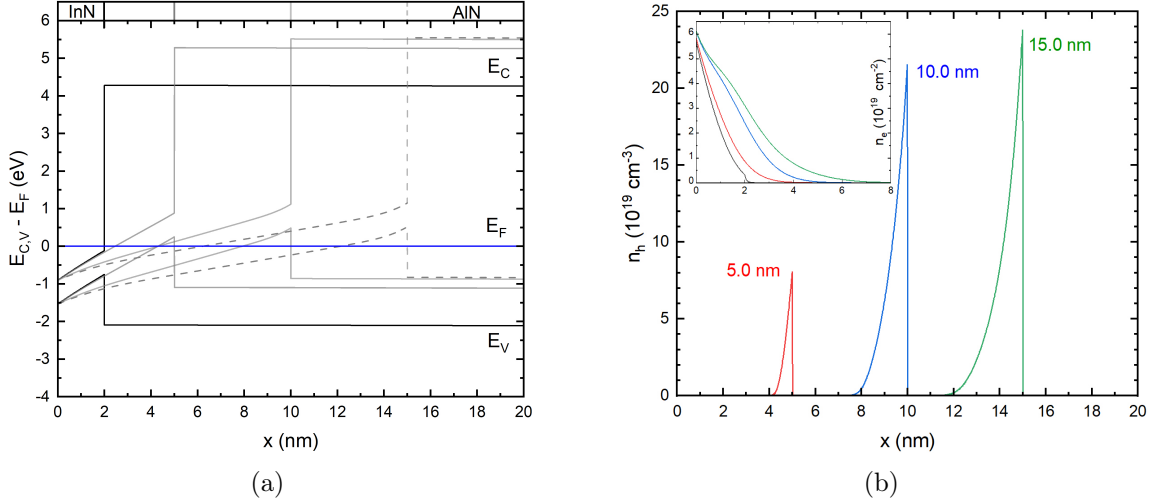 InN AlN
6
5
4
3
2
1
0
-1
-2
-3
-4
E_C,V - E_F (eV)
E_C
E_F
E_V
0 2 4 6 8 10 12 14 16 18 20
x (nm)
(a)
25
20
15
10
5
0
n_h (10^19 cm^-3)
6
5
4
3
2
1
0
0 2 4 6 8
n_e (10^19 cm^-2)
5.0 nm
10.0 nm
15.0 nm
0 2 4 6 8 10 12 14 16 18 20
x (nm)
(b)